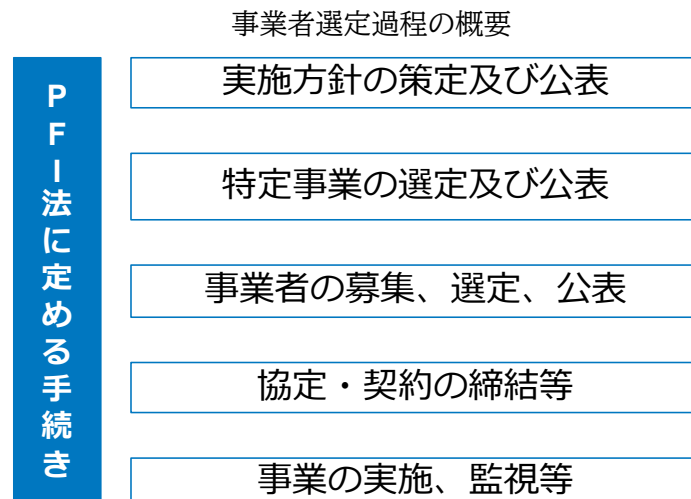 事業者選定過程の概要
PFI法に定める手続き
実施方針の策定及び公表
特定事業の選定及び公表
事業者の募集、選定、公表
協定・契約の締結等
事業の実施、監視等